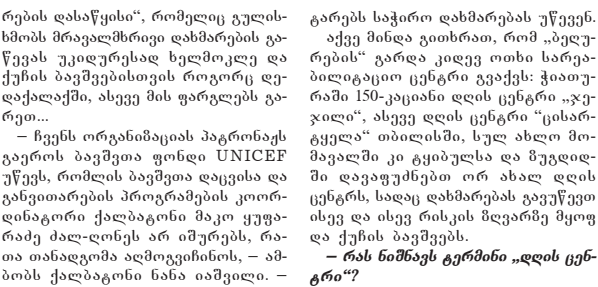 რების დასაწყისი“, რომელიც გულის-
ხმობს მრავალმხრივი დახმარების გა-
წევას უკიდურესად ხელმოკლე და
ქუჩის ბავშვებისთვის როგორც დე-
დაქალაქში, ასევე მის ფარგლებს გა-
რეთ...
– ჩვენს ორგანიზაციას პატრონაჟს
გაეროს ბავშვთა ფონდი UNICEF
უწევს, რომლის ბავშვთა დაცვისა და
განვითარების პროგრამების კოორ-
დინატორი ქალბატონი მაკო ყუფა-
რაძე ძალ-ღონეს არ იშურებს, რა-
თა თანადგომა აღმოგვიჩინოს, – ამ-
ბობს ქალბატონი ნანა იაშვილი. –
ტარებს საჭირო დახმარებას უწევენ.
აქვე მინდა გითხრათ, რომ „ბეღუ-
რების“ გარდა კიდევ ოთხი სარეა-
ბილიტაციო ცენტრი გვაქვს: ჭიათუ-
რაში 150-კაციანი დღის ცენტრი „ჯე-
ჯილი“, ასევე დღის ცენტრი “ცისარ-
ტყელა“ თბილისში, სულ ახლო მო-
მავალში კი ტყიბულსა და ზუგდიდ-
ში დავაფუძნებთ ორ ახალ დღის
ცენტრს, სადაც დახმარებას გავუწევთ
ისევ და ისევ რისკის ზღვარზე მყოფ
და ქუჩის ბავშვებს.
– რას ნიშნავს ტერმინი „დღის ცენ-
ტრი“?